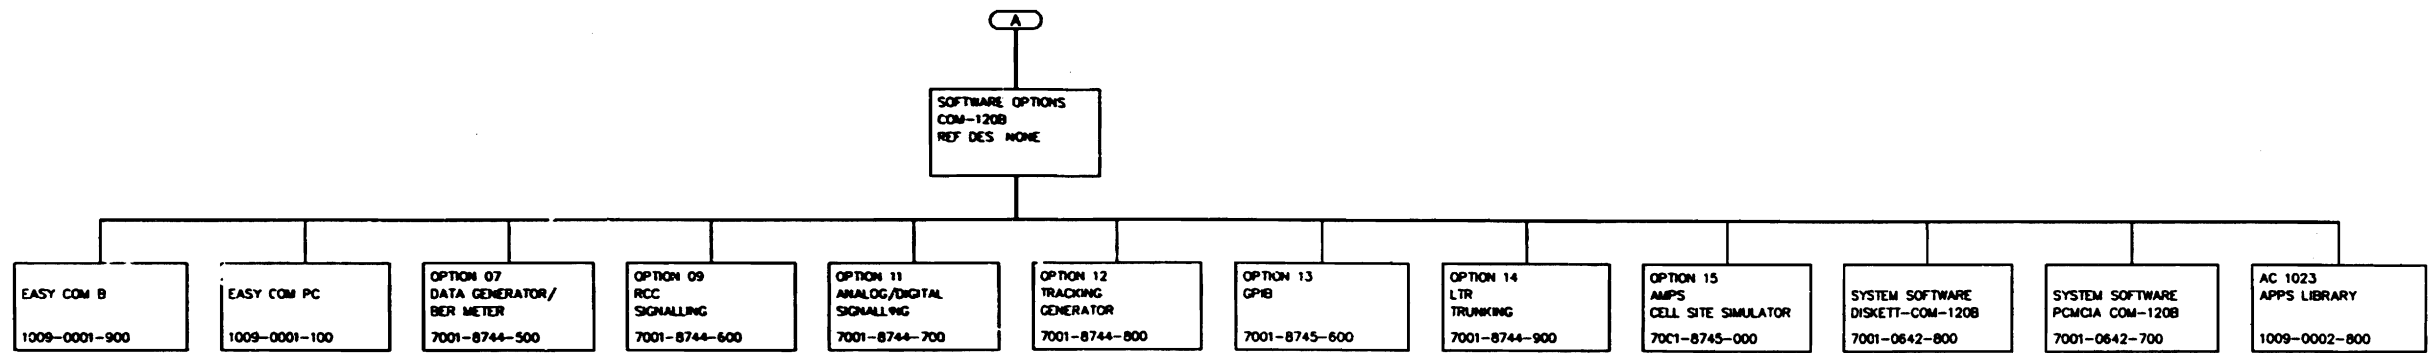 A
SOFTWARE OPTIONS
COM-120B
REF DES NONE
EASY COM B
1009-0001-900
EASY COM PC
1009-0001-100
OPTION 07
DATA GENERATOR/
BER METER
7001-8744-500
OPTION 09
RCC
SIGNALLING
7001-8744-600
OPTION 11
ANALOG/DIGITAL
SIGNALLING
7001-8744-700
OPTION 12
TRACKING
GENERATOR
7001-8744-800
OPTION 13
GPIB
7001-8745-600
OPTION 14
LTR
TRUNKING
7001-8744-900
OPTION 15
AMPS
CELL SITE SIMULATOR
7001-8745-000
SYSTEM SOFTWARE
DISKETT-COM-120B
7001-0642-800
SYSTEM SOFTWARE
PCMCIA COM-120B
7001-0642-700
AC 1023
APPS LIBRARY
1009-0002-800